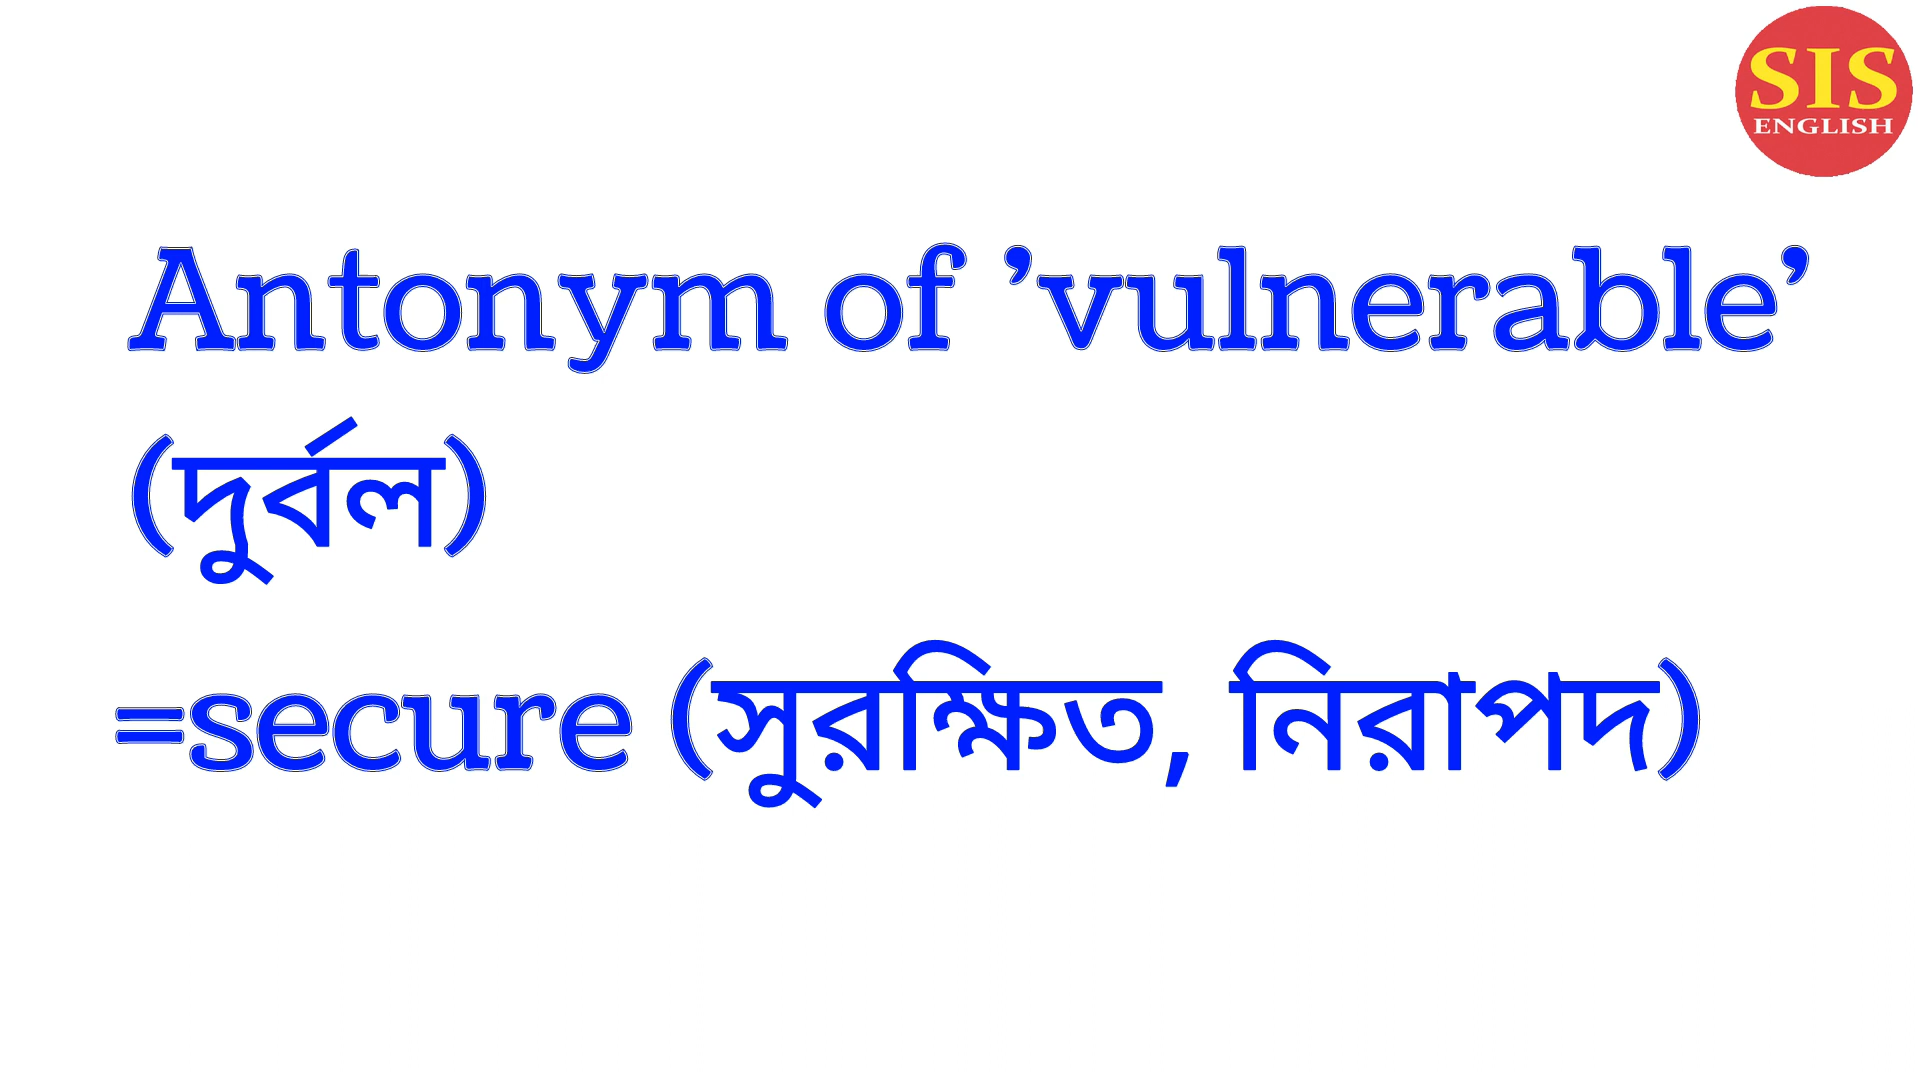 SIS
ENGLISH
Antonym of ’vulnerable’
(দুর্বল)
=secure (সুরক্ষিত, নিরাপদ)